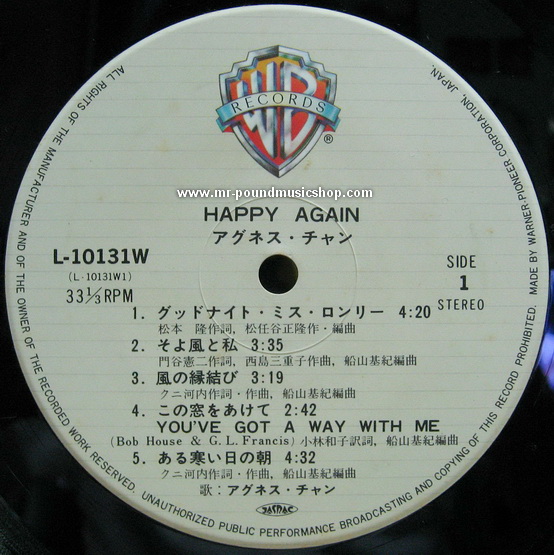 WB
RECORDS
®
www.mr-poundmusicshop.com
HAPPY AGAIN
アグネス・チャン
L-10131W
(L-10131W1)
33 1/3 RPM
SIDE
1
STEREO
1. グッドナイト・ミス・ロンリー 4:20
松本 隆作詞, 松任谷正隆作・編曲
2. そよ風と私 3:35
門谷憲二作詞, 西島三重子作曲, 船山基紀編曲
3. 風の縁結び 3:19
クニ河内作詞・作曲, 船山基紀編曲
4. この窓をあけて 2:42
YOU'VE GOT A WAY WITH ME
(Bob House & G.L.Francis) 小林和子訳詞, 船山基紀編曲
5. ある寒い日の朝 4:32
クニ河内作詞・作曲, 船山基紀編曲
歌: アグネス・チャン
JASRAC
ALL RIGHTS OF THE MANUFACTURER AND OF THE OWNER OF THE RECORDED WORK RESERVED. UNAUTHORIZED PUBLIC PERFORMANCE BROADCASTING AND COPYING OF THIS RECORD PROHIBITED. MADE BY WARNER-PIONEER CORPORATION, JAPAN.